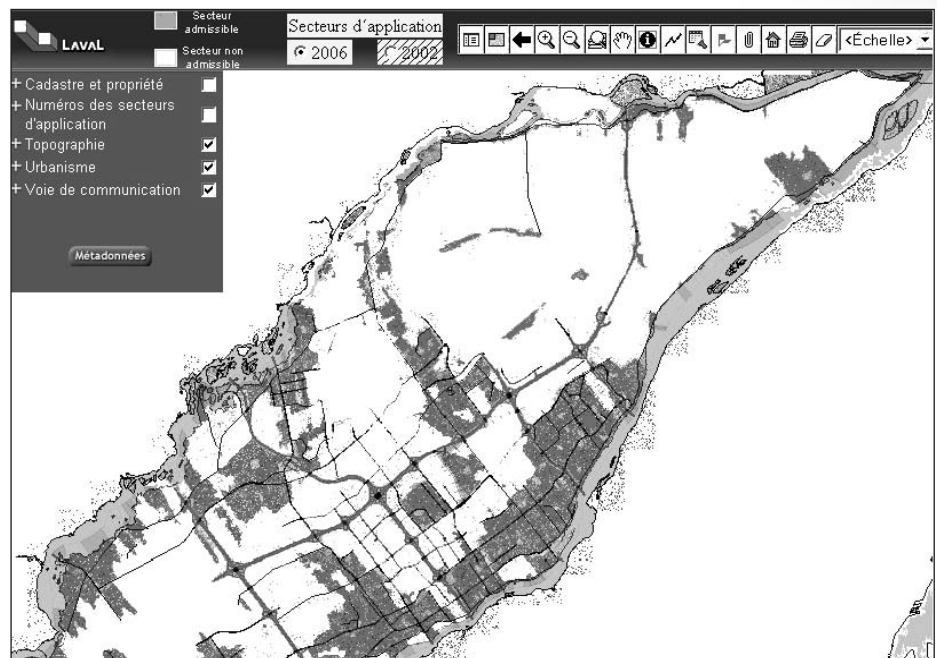 LAVAL
Secteur
admissible
Secteur non
admissible
Secteurs d'application
2006
2002
<Échelle>
+ Cadastre et propriété
+ Numéros des secteurs
d'application
+ Topographie
+ Urbanisme
+ Voie de communication
Métadonnées